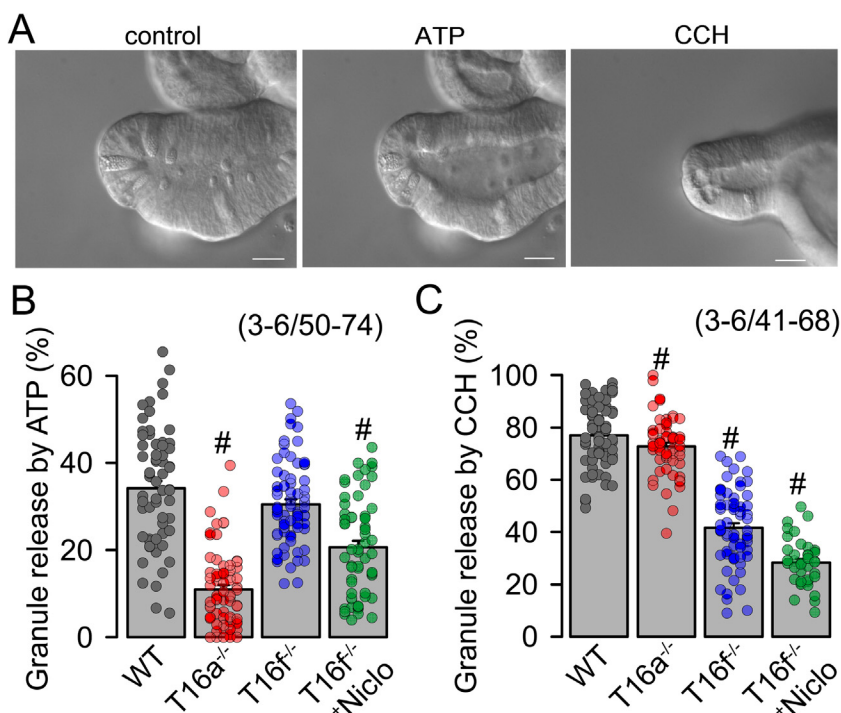 A
control
ATP
CCH
B
(3-6/50-74)
Granule release by ATP (%)
60
40
20
0
#
#
WT
T16a-/-
T16f-/-
T16f-/-
+Niclo
C
(3-6/41-68)
Granule release by CCH (%)
100
80
60
40
20
0
#
#
#
WT
T16a-/-
T16f-/-
T16f-/-
+Niclo